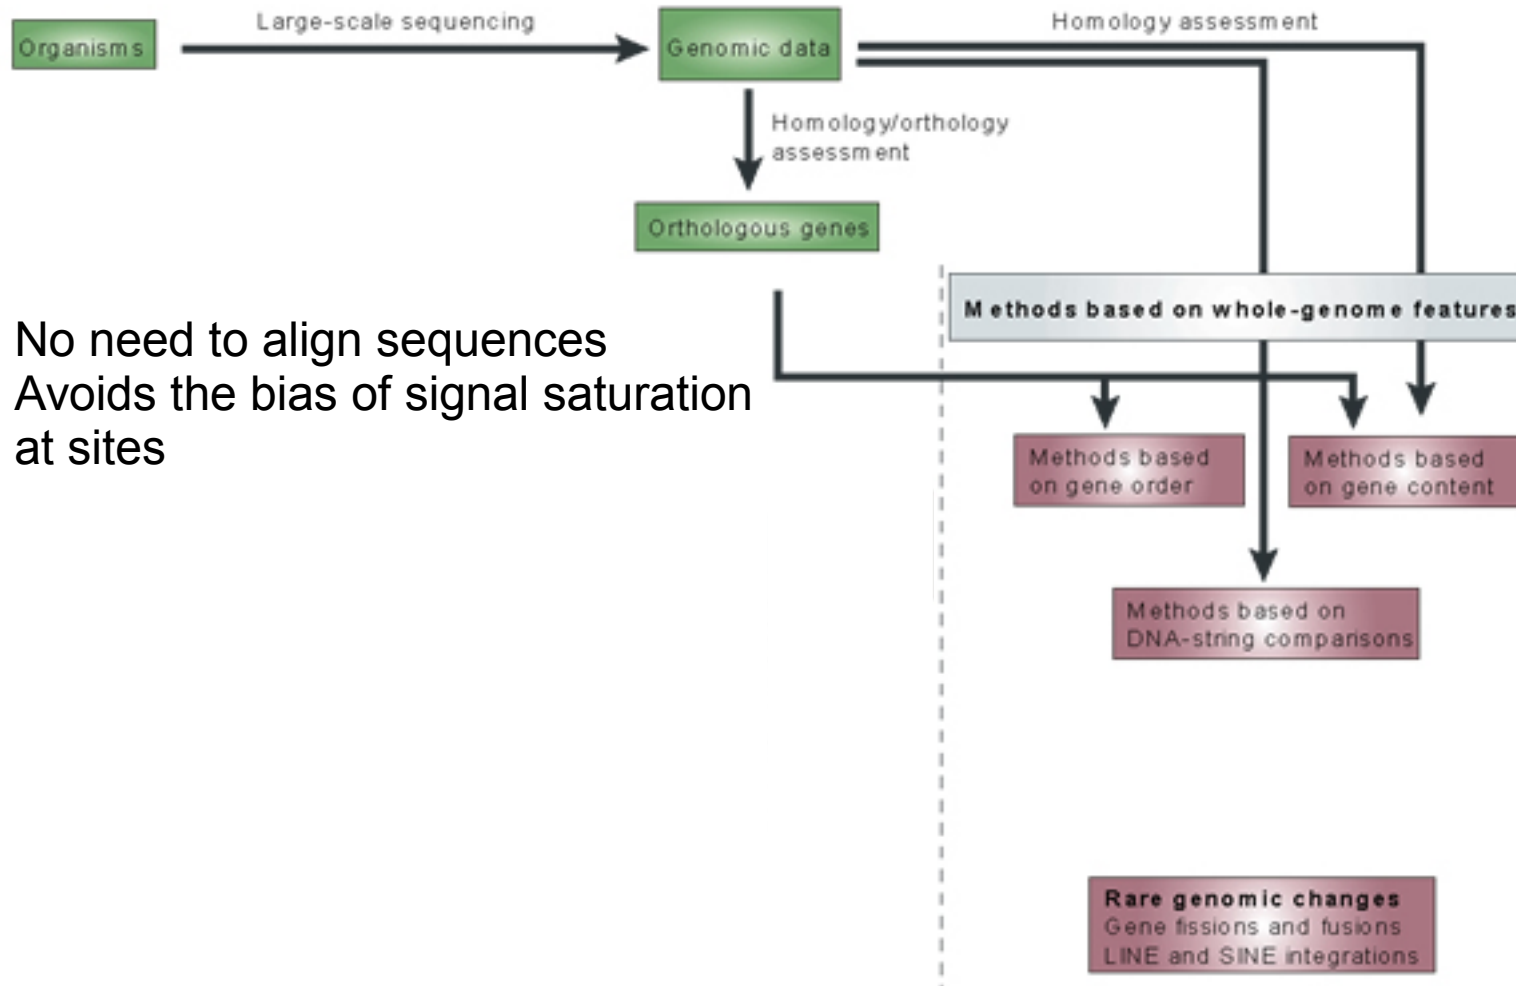 Large-scale sequencing
Homology assessment
Organisms
Genomic data
Homology/orthology
assessment
Orthologous genes
Methods based on whole-genome features
No need to align sequences
Avoids the bias of signal saturation
at sites
Methods based
on gene order
Methods based
on gene content
Methods based on
DNA-string comparisons
Rare genomic changes
Gene fissions and fusions
LINE and SINE integrations